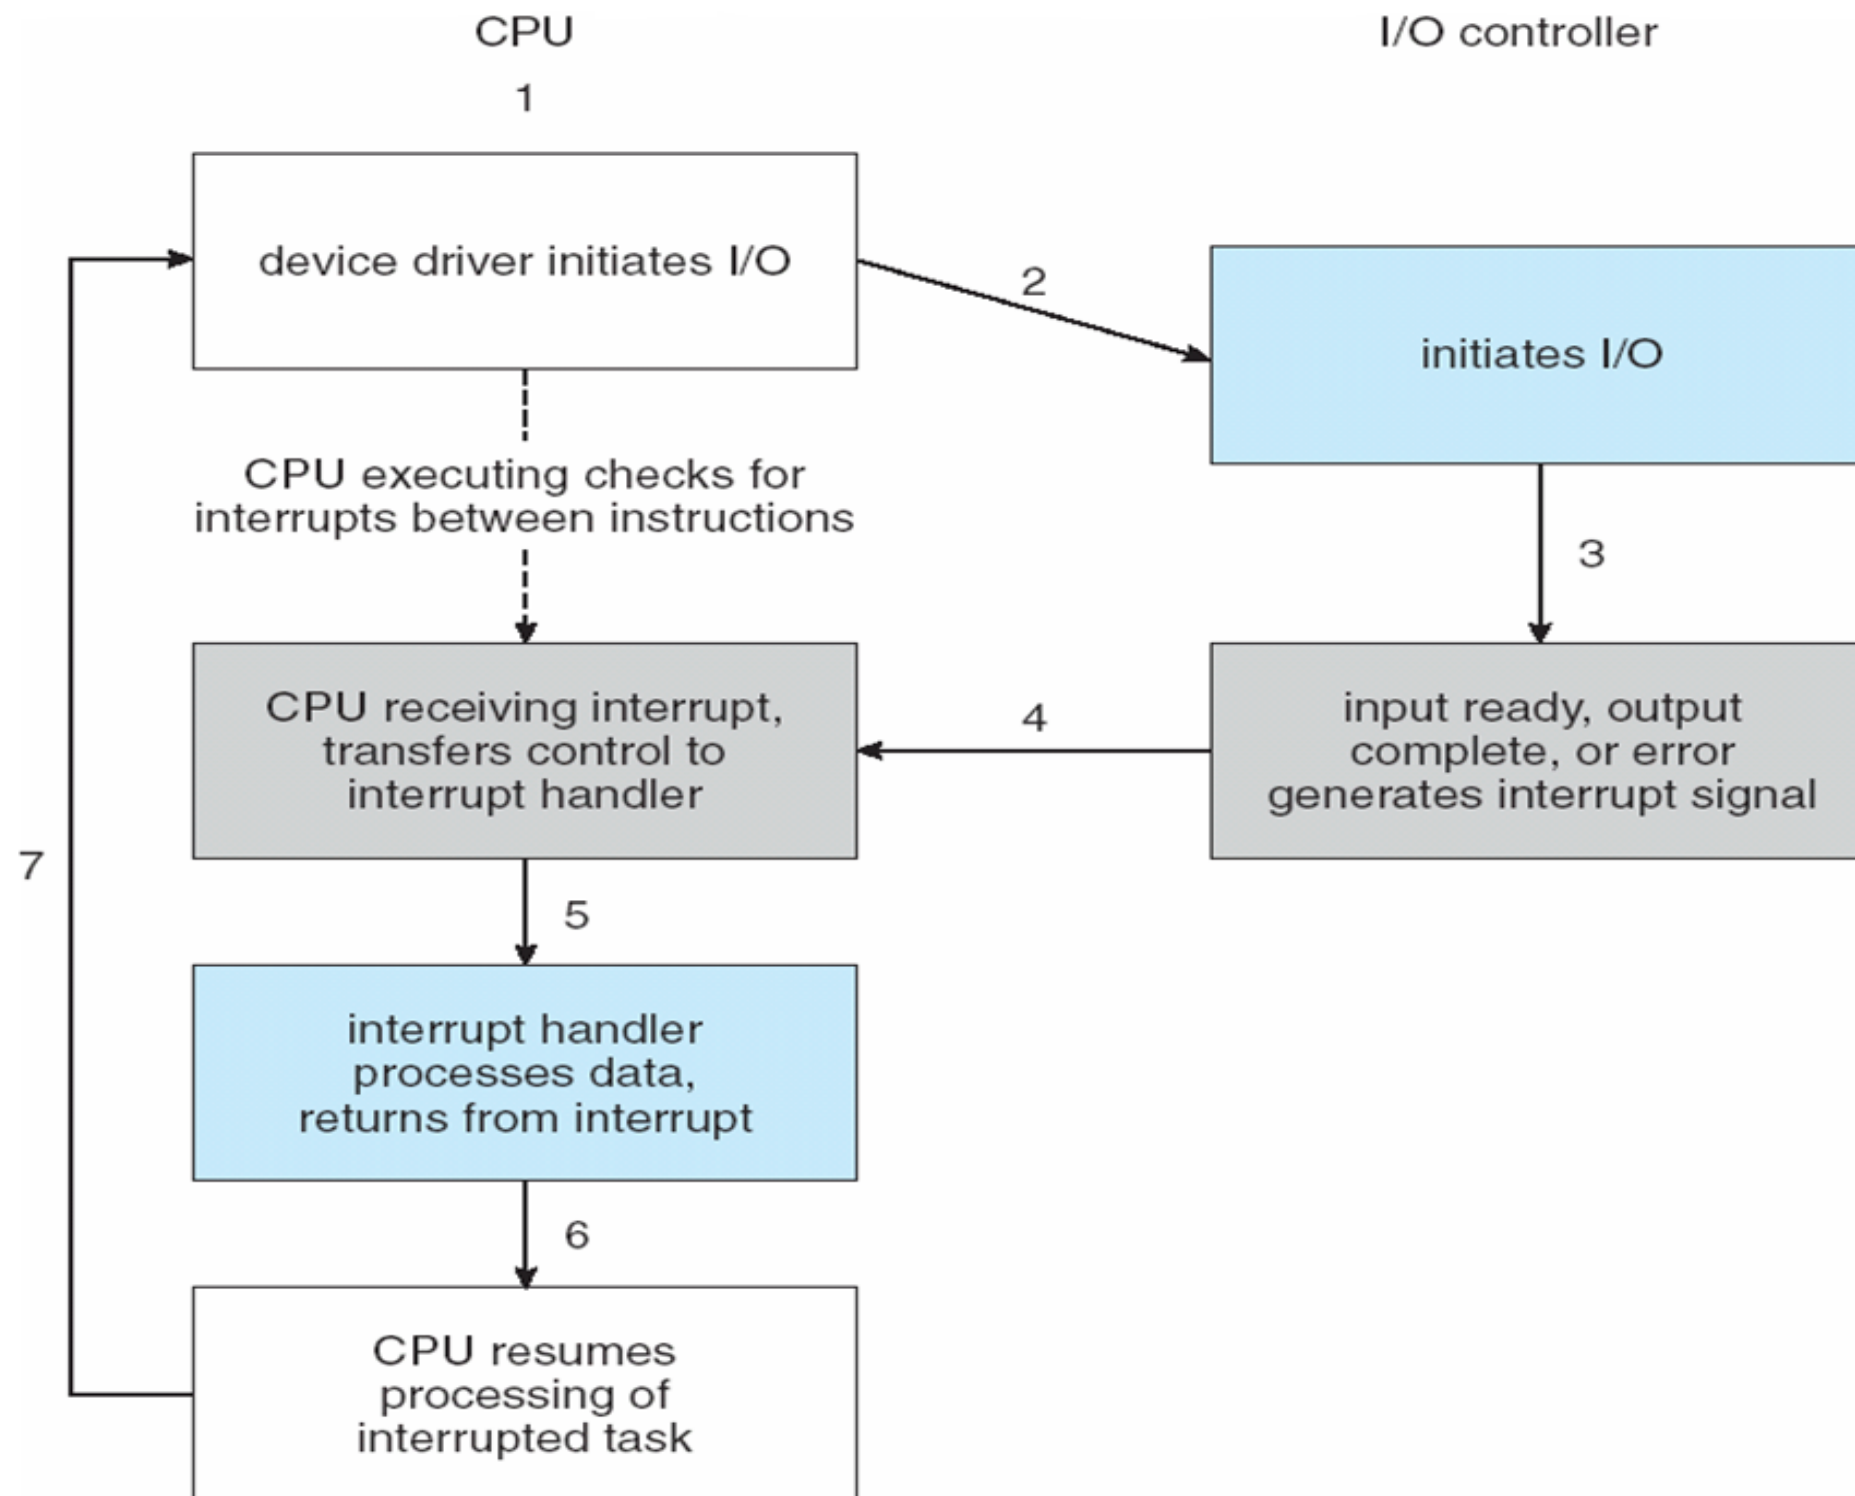 CPU
I/O controller
1
device driver initiates I/O
2
initiates I/O
CPU executing checks for
interrupts between instructions
3
CPU receiving interrupt,
transfers control to
interrupt handler
4
input ready, output
complete, or error
generates interrupt signal
7
5
interrupt handler
processes data,
returns from interrupt
6
CPU resumes
processing of
interrupted task